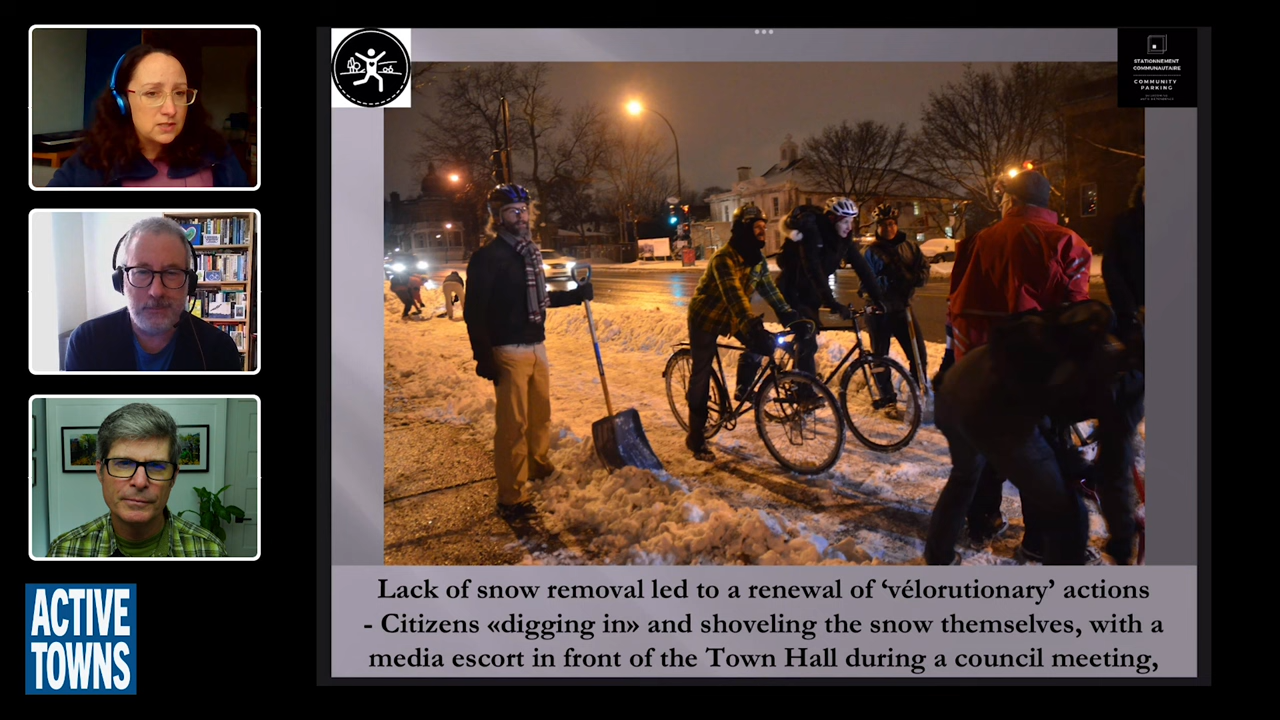 STATIONNEMENT
COMMUNAUTAIRE
COMMUNITY
PARKING
Lack of snow removal led to a renewal of ‘vélorutionary’ actions
- Citizens «digging in» and shoveling the snow themselves, with a
media escort in front of the Town Hall during a council meeting,
ACTIVE
TOWNS